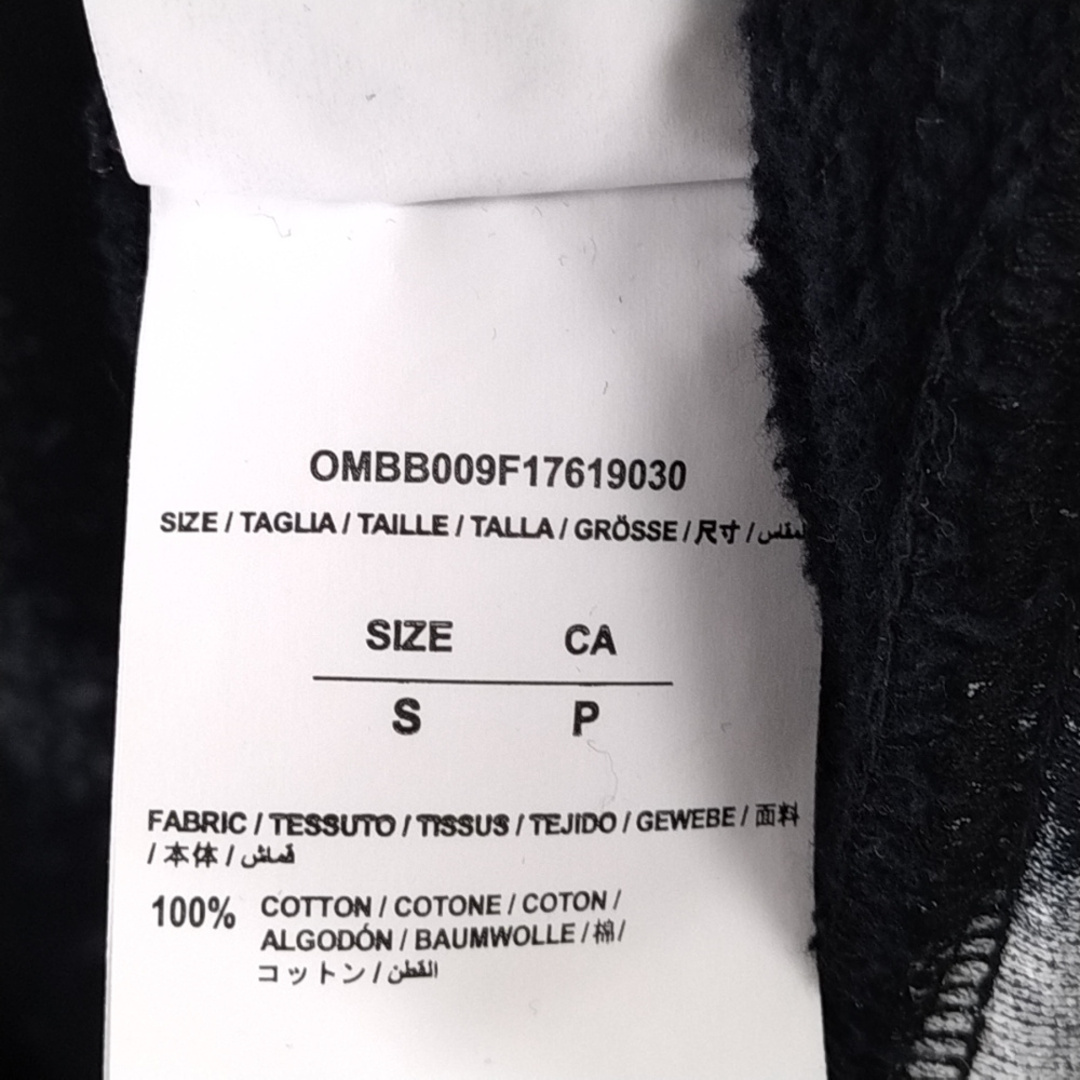 OMBB009F17619030
SIZE / TAGLIA / TAILLE / TALLA / GRÖSSE / 尺寸 / المقاس
SIZE CA
S P
FABRIC / TESSUTO / TISSUS / TEJIDO / GEWEBE / 面料
/ 本体 / قماش
100% COTTON / COTONE / COTON /
ALGODÓN / BAUMWOLLE / 棉 /
コットン / القطن